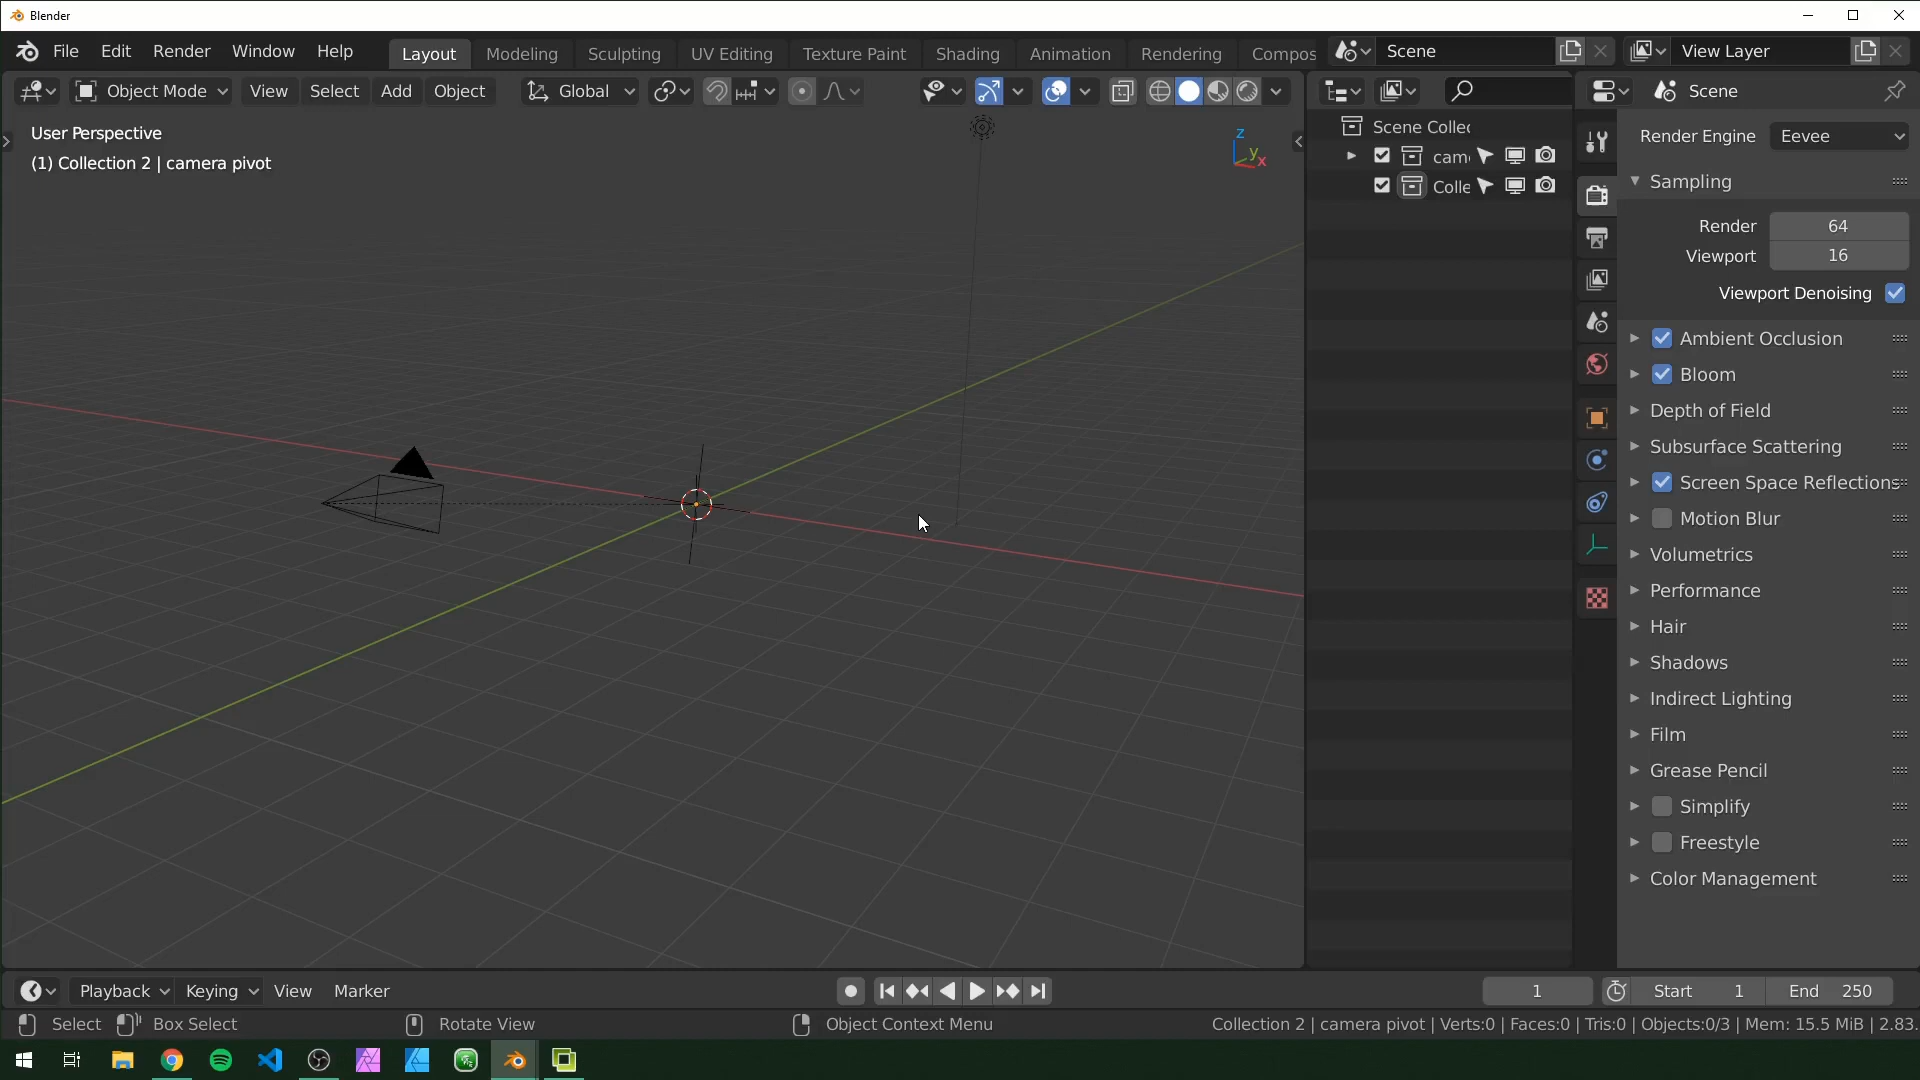 Blender
File Edit Render Window Help Layout Modeling Sculpting UV Editing Texture Paint Shading Animation Rendering Compos Scene View Layer
Object Mode View Select Add Object Global Scene
User Perspective
(1) Collection 2 | camera pivot
Z
Y
X
Scene Collec
cam
Colle
Render Engine Eevee
Sampling
Render 64
Viewport 16
Viewport Denoising
Ambient Occlusion
Bloom
Depth of Field
Subsurface Scattering
Screen Space Reflections
Motion Blur
Volumetrics
Performance
Hair
Shadows
Indirect Lighting
Film
Grease Pencil
Simplify
Freestyle
Color Management
Playback Keying View Marker 1 Start 1 End 250
Select Box Select Rotate View Object Context Menu Collection 2 | camera pivot | Verts:0 | Faces:0 | Tris:0 | Objects:0/3 | Mem: 15.5 MiB | 2.83.